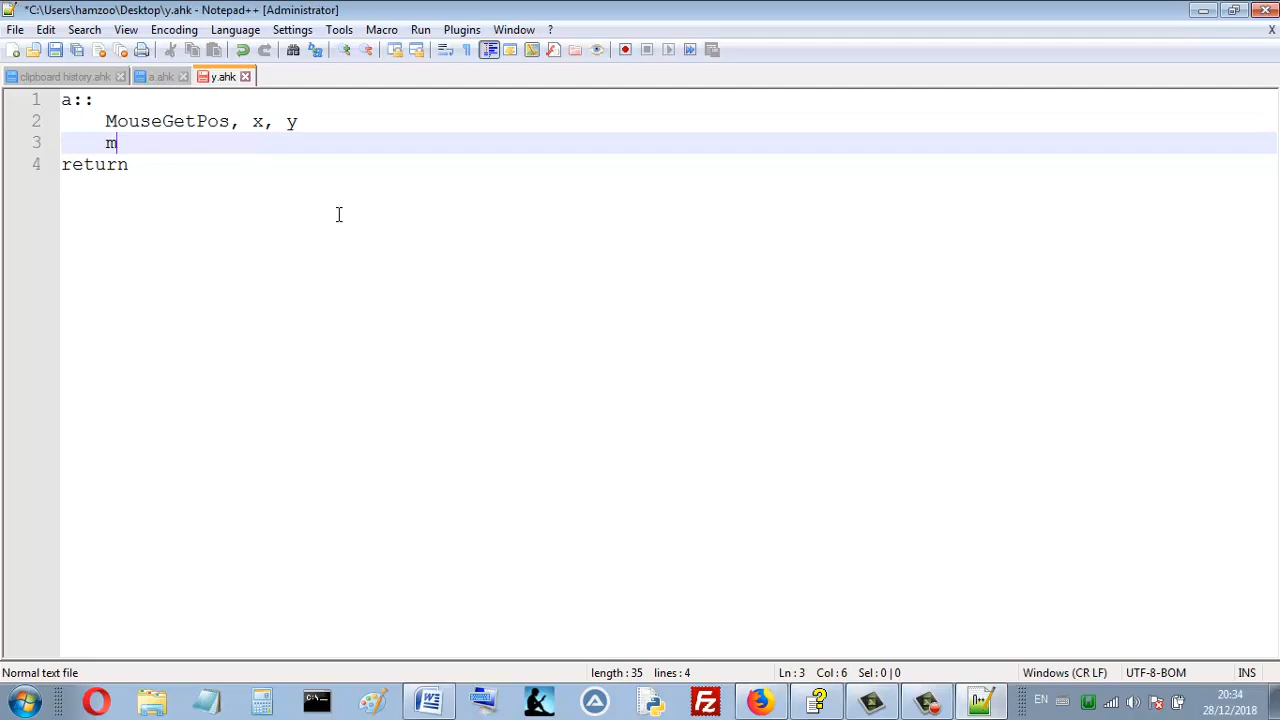 *C:\Users\hamzoo\Desktop\y.ahk - Notepad++ [Administrator]
File Edit Search View Encoding Language Settings Tools Macro Run Plugins Window ? X
clipboard history.ahk a.ahk y.ahk
1 a::
2 MouseGetPos, x, y
3 m
4 return
Normal text file length : 35 lines : 4 Ln : 3 Col : 6 Sel : 0 | 0 Windows (CR LF) UTF-8-BOM INS
EN 20:34
28/12/2018